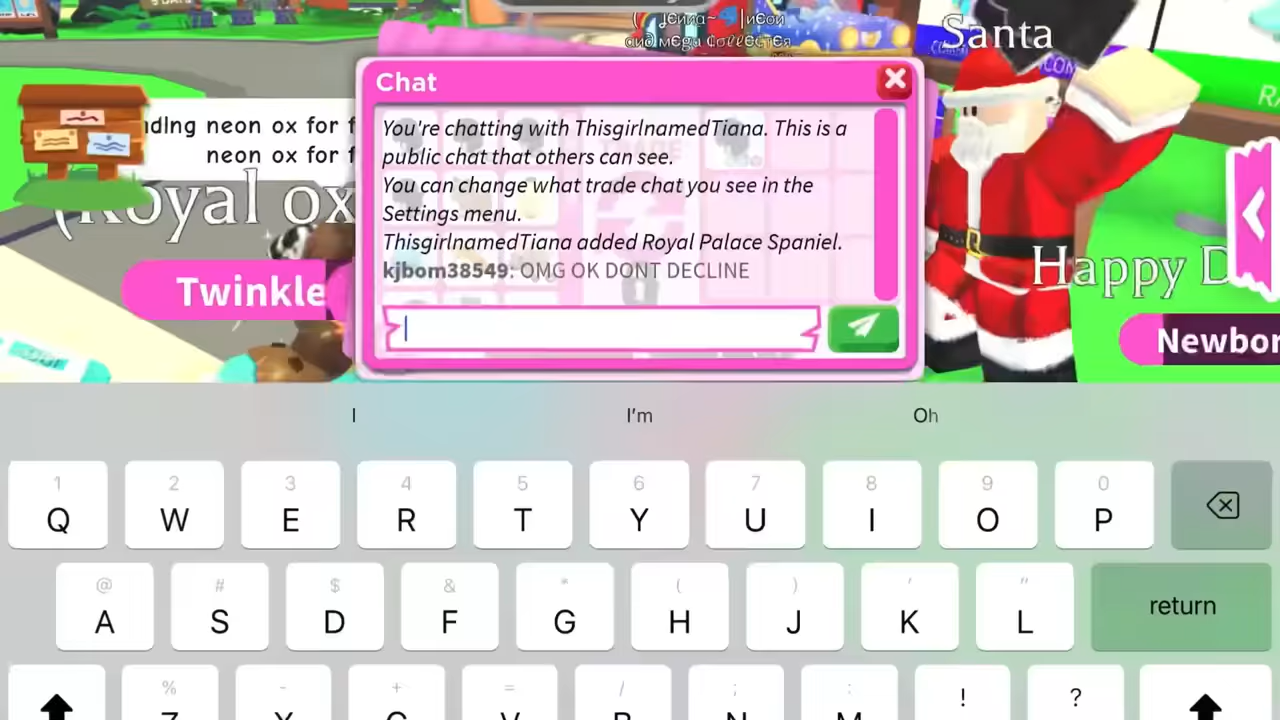 Santa
Chat
You're chatting with ThisgirlnamedTiana. This is a
public chat that others can see.
You can change what trade chat you see in the
Settings menu.
ThisgirlnamedTiana added Royal Palace Spaniel.
kjbom38549: OMG OK DONT DECLINE
neon ox for f
neon ox for f
Royal ox
Twinkle
Happy D
Newbor
I
I'm
Oh
1 2 3 4 5 6 7 8 9 0
Q W E R T Y U I O P
@ # $ & * ( ) ' "
A S D F G H J K L return
% - + = / ; : ! ?
Z X C V B N M